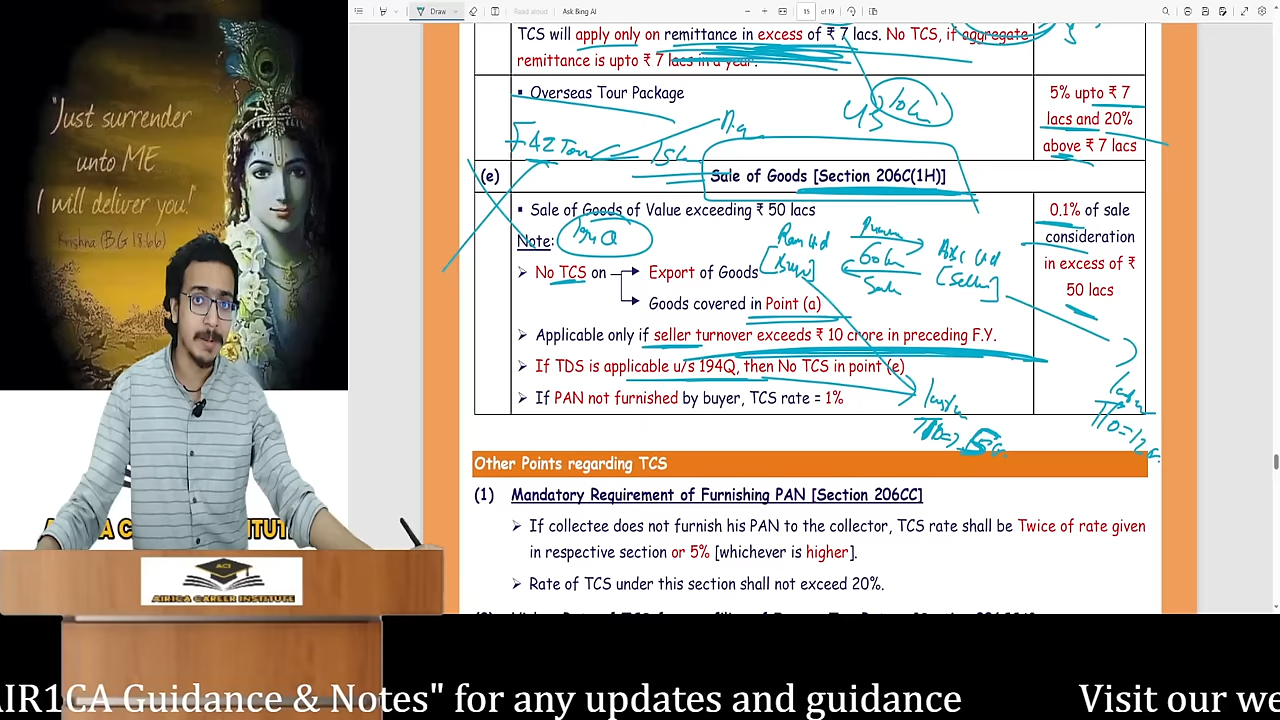 Draw
Read aloud
Ask Bing AI
15
of 19
TCS will apply only on remittance in excess of ₹ 7 lacs. No TCS, if aggregate
remittance is upto ₹ 7 lacs in a year.
▪ Overseas Tour Package
5% upto ₹ 7
lacs and 20%
above ₹ 7 lacs
(e)
Sale of Goods [Section 206C(1H)]
▪ Sale of Goods of Value exceeding ₹ 50 lacs
0.1% of sale
consideration
in excess of ₹
50 lacs
Note:
➢ No TCS on
Export of Goods
Goods covered in Point (a)
➢ Applicable only if seller turnover exceeds ₹ 10 crore in preceding F.Y.
➢ If TDS is applicable u/s 194Q, then No TCS in point (e)
➢ If PAN not furnished by buyer, TCS rate = 1%
Other Points regarding TCS
(1) Mandatory Requirement of Furnishing PAN [Section 206CC]
➢ If collectee does not furnish his PAN to the collector, TCS rate shall be Twice of rate given
in respective section or 5% [whichever is higher].
➢ Rate of TCS under this section shall not exceed 20%.
"Just surrender
unto ME
I will deliver you!"
Krishna (BG 18:66)
ACI
AIR1CA CAREER INSTITUTE
AIR1CA Guidance & Notes" for any updates and guidance
Visit our we